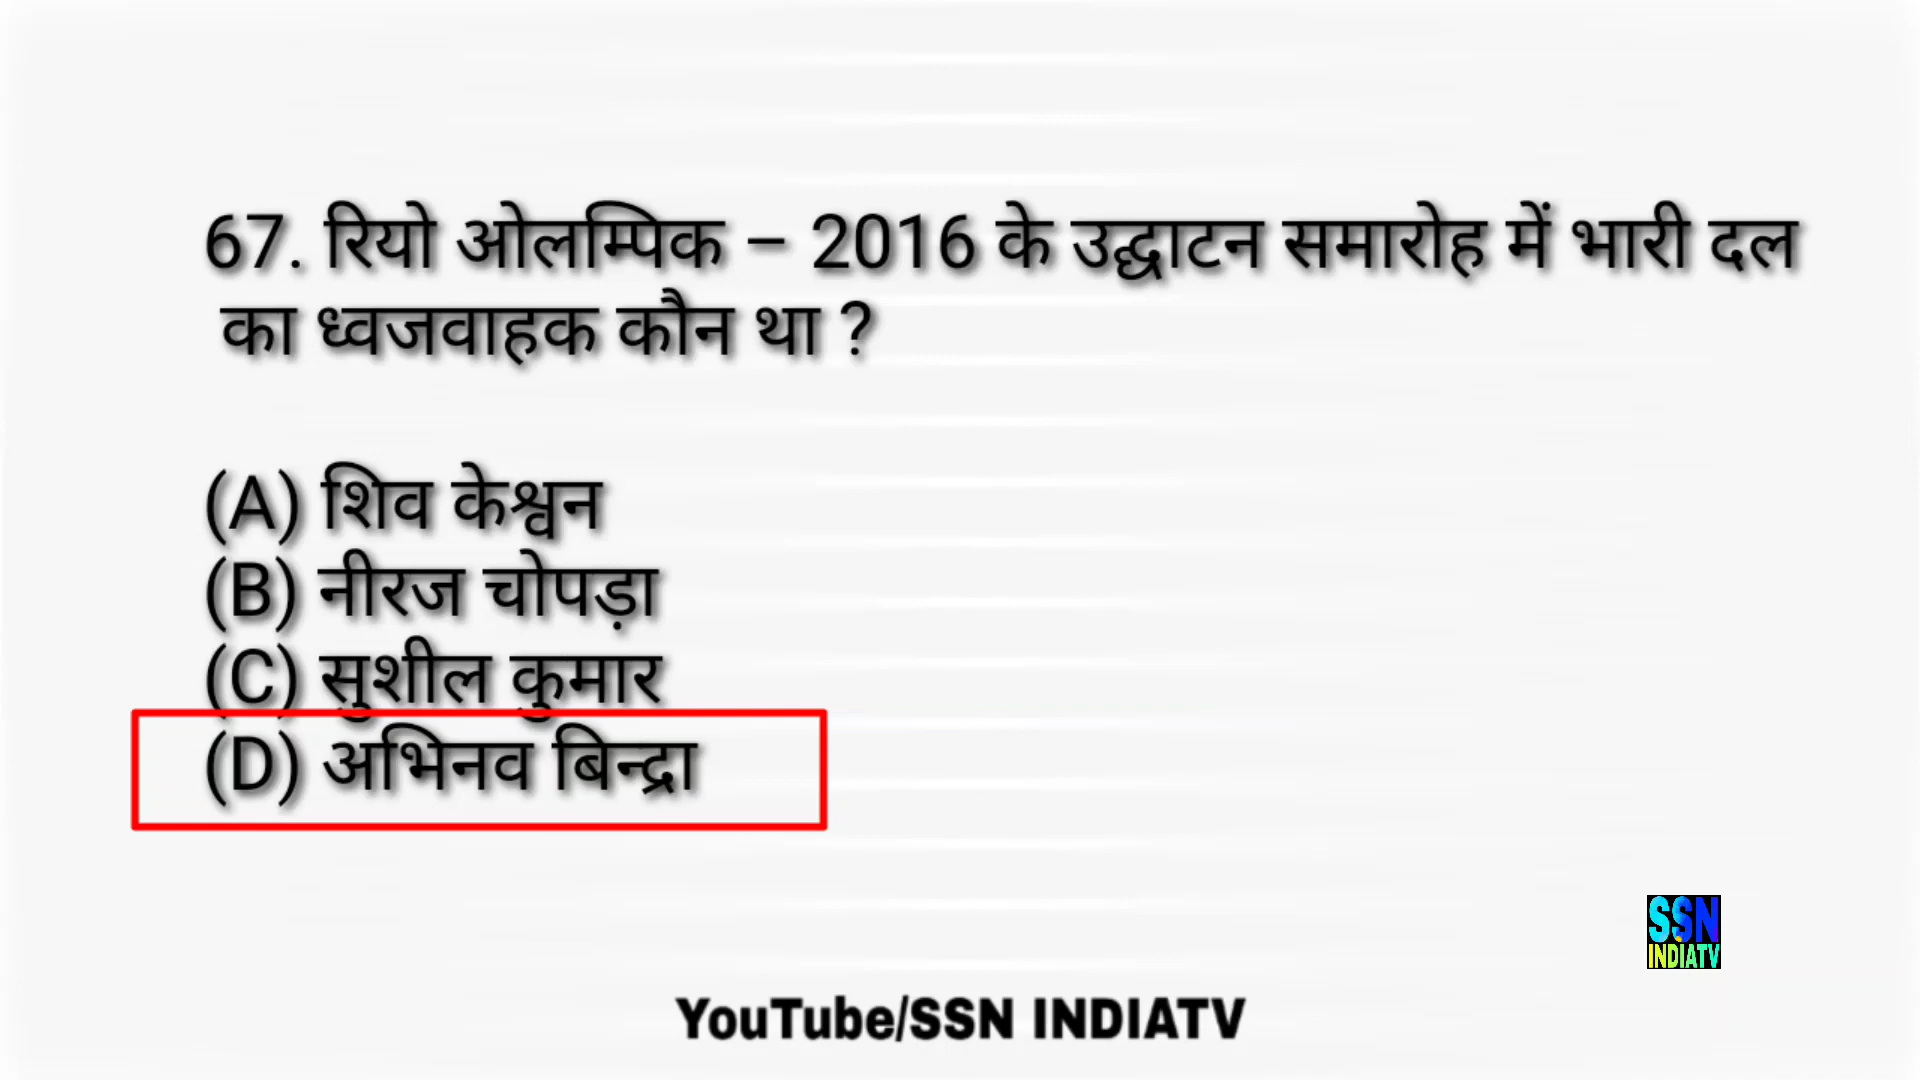 67. रियो ओलम्पिक – 2016 के उद्घाटन समारोह में भारी दल
का ध्वजवाहक कौन था ?
(A) शिव केश्वन
(B) नीरज चोपड़ा
(C) सुशील कुमार
(D) अभिनव बिन्द्रा
SSN
INDIATV
YouTube/SSN INDIATV